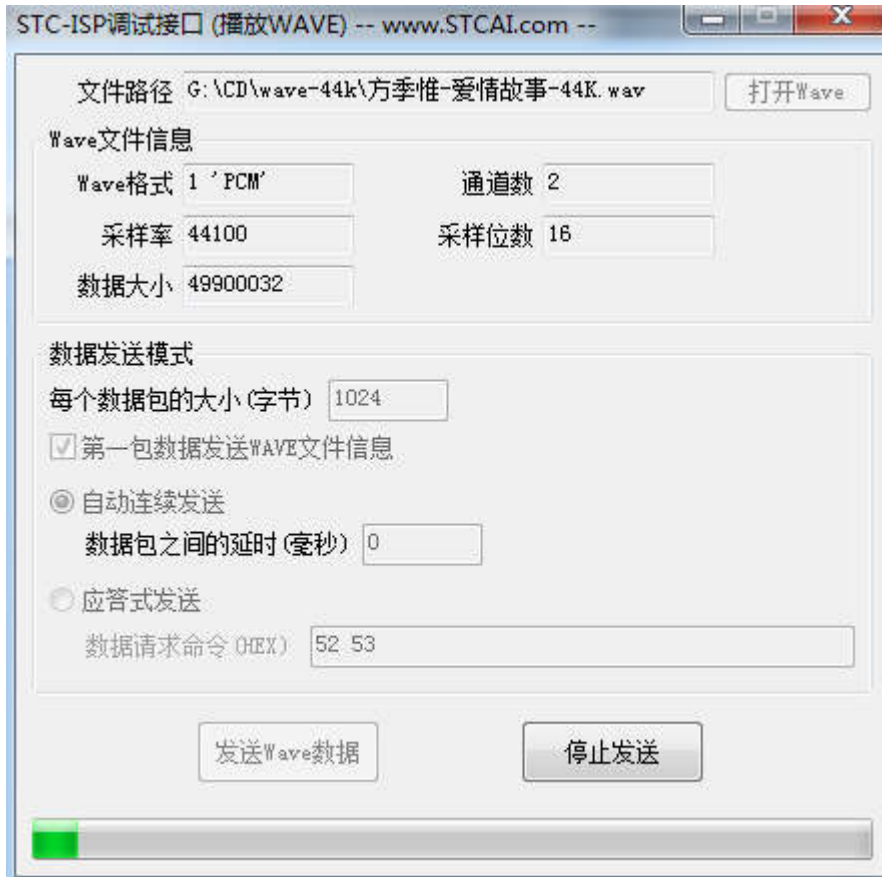 STC-ISP调试接口 (播放WAVE) -- www.STCAI.com --
文件路径 G:\CD\wave-44k\方季惟-爱情故事-44K.wav 打开Wave
Wave文件信息
Wave格式 1 'PCM' 通道数 2
采样率 44100 采样位数 16
数据大小 49900032
数据发送模式
每个数据包的大小(字节) 1024
第一包数据发送WAVE文件信息
自动连续发送
数据包之间的延时(毫秒) 0
应答式发送
数据请求命令(HEX) 52 53
发送Wave数据 停止发送